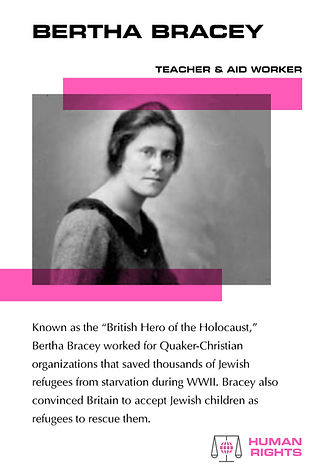 BERTHA BRACEY
TEACHER & AID WORKER
Known as the “British Hero of the Holocaust,”
Bertha Bracey worked for Quaker-Christian
organizations that saved thousands of Jewish
refugees from starvation during WWII. Bracey also
convinced Britain to accept Jewish children as
refugees to rescue them.
HUMAN
RIGHTS